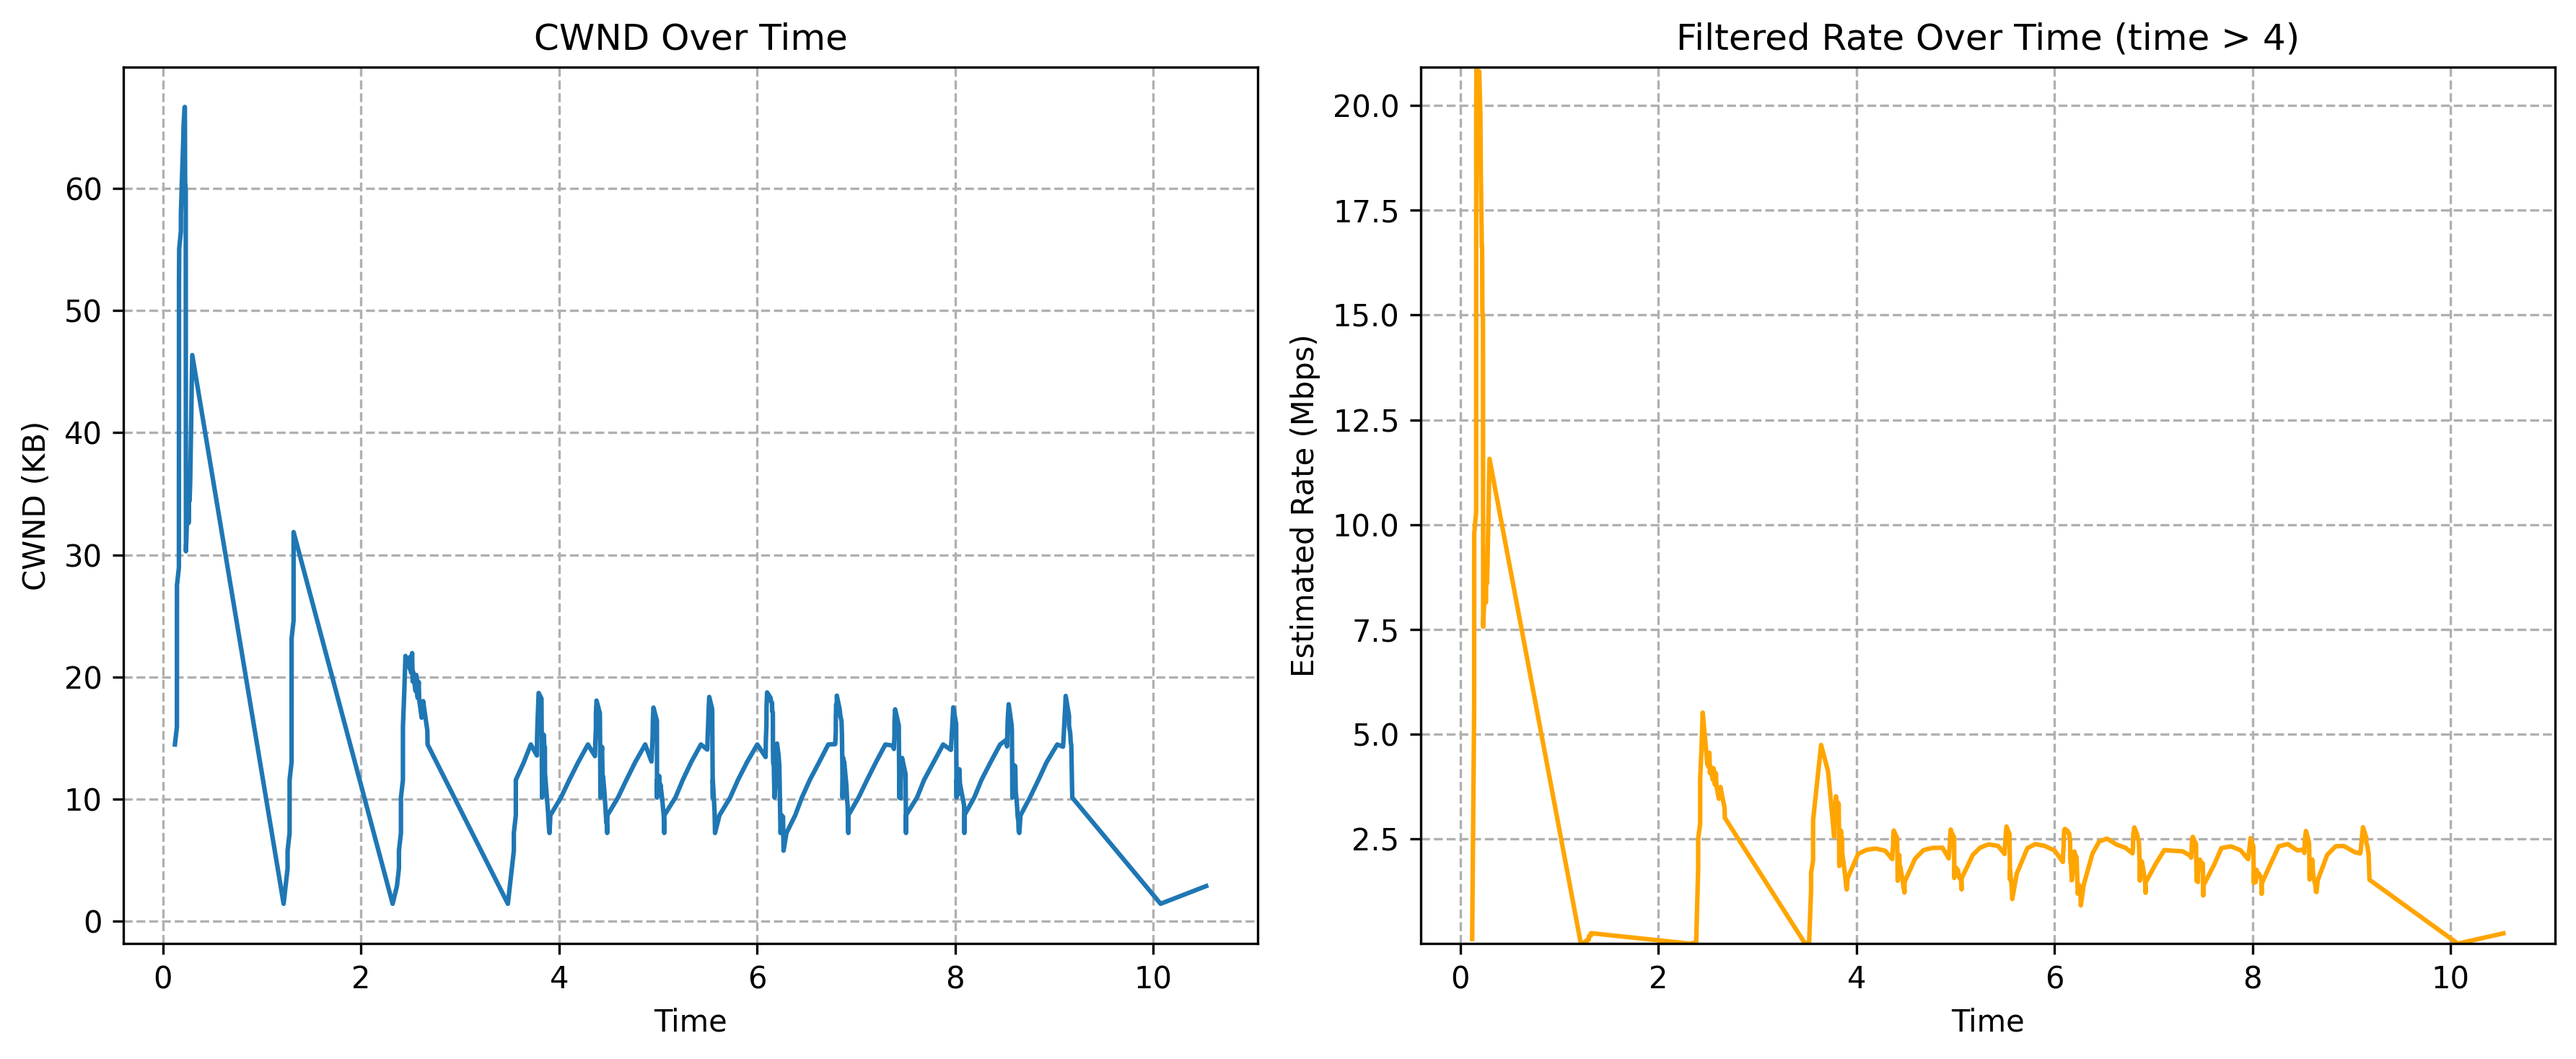 CWND Over Time
CWND (KB)
60
50
40
30
20
10
0
0 2 4 6 8 10
Time
Filtered Rate Over Time (time > 4)
Estimated Rate (Mbps)
20.0
17.5
15.0
12.5
10.0
7.5
5.0
2.5
0 2 4 6 8 10
Time